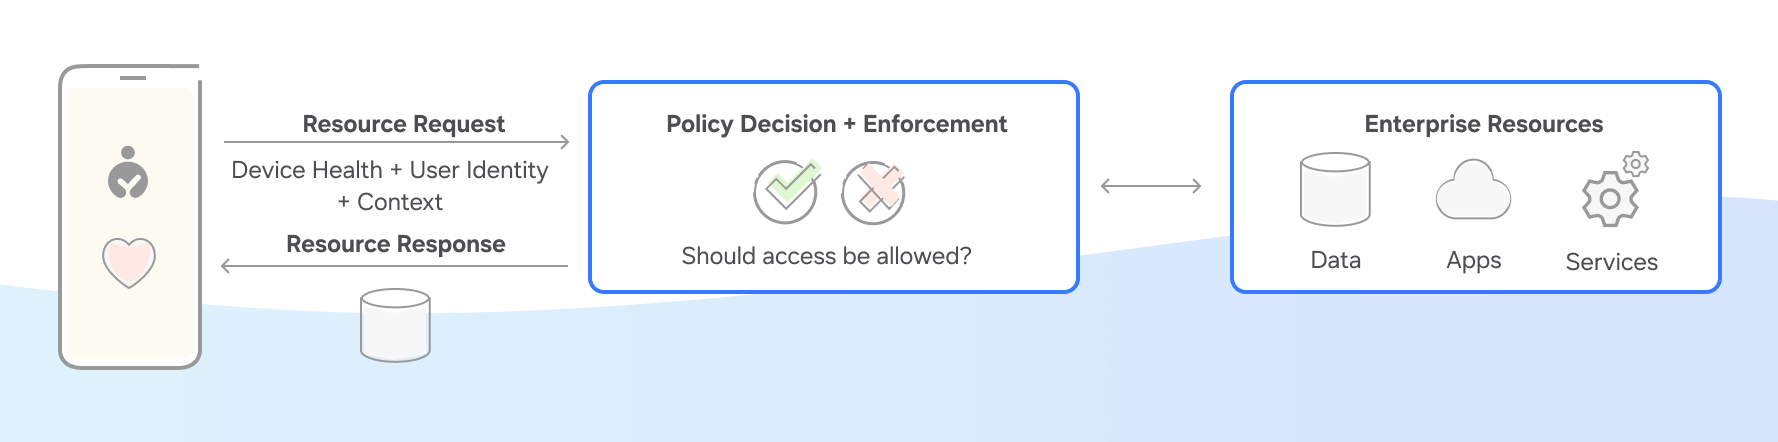 Resource Request
Device Health + User Identity
+ Context
Resource Response
Policy Decision + Enforcement
Should access be allowed?
Enterprise Resources
Data
Apps
Services